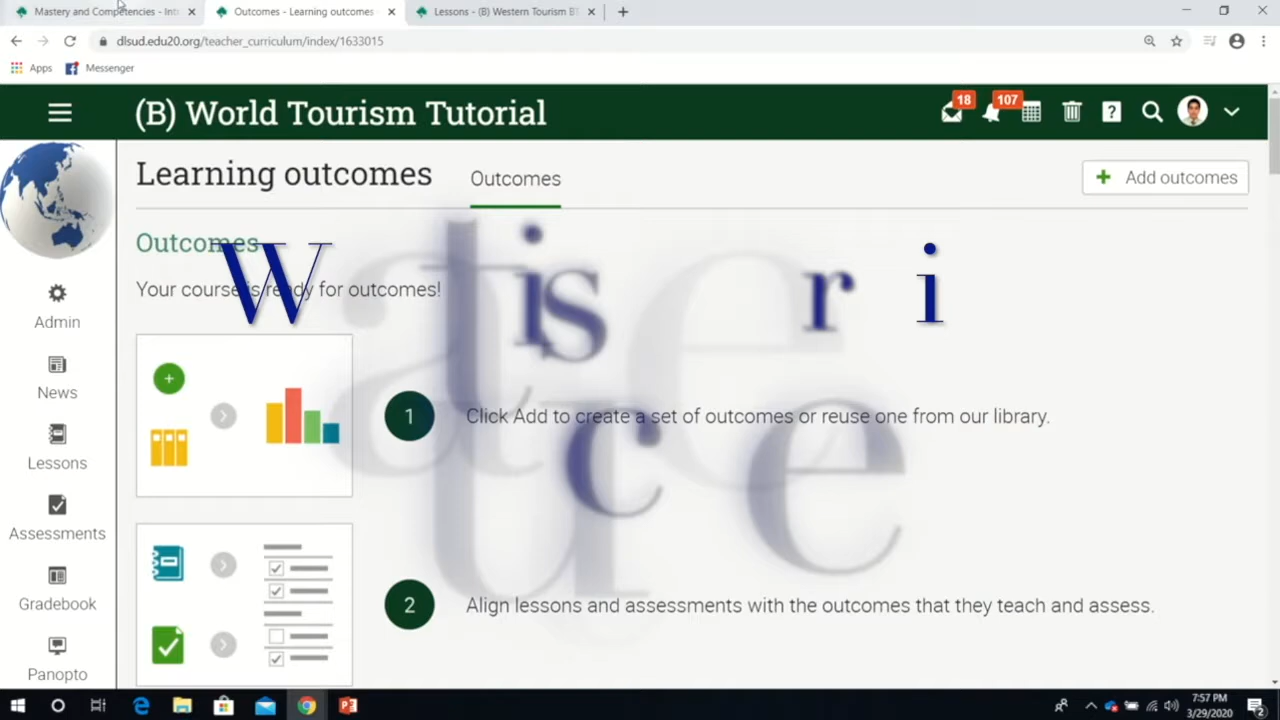 Mastery and Competencies - Int
Outcomes - Learning outcomes
Lessons - (B) Western Tourism BT
dlsud.edu20.org/teacher_curriculum/index/1633015
Apps
Messenger
(B) World Tourism Tutorial
18
107
?
Learning outcomes
Outcomes
+ Add outcomes
Outcomes
Your course is ready for outcomes!
Admin
News
Lessons
Assessments
Gradebook
Panopto
1
Click Add to create a set of outcomes or reuse one from our library.
2
Align lessons and assessments with the outcomes that they teach and assess.
7:57 PM
3/29/2020
2